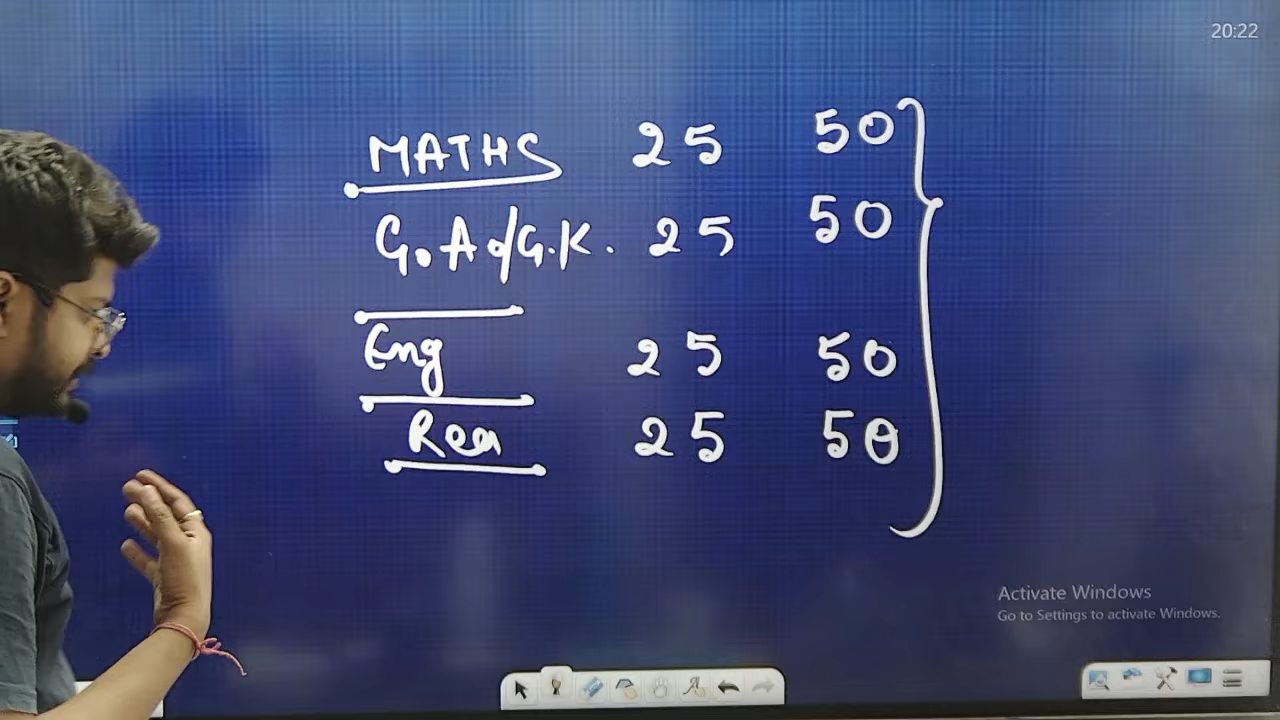 20:22
MATHS 25 50
G.A./G.K. 25 50
Eng 25 50
Rea 25 50
Activate Windows
Go to Settings to activate Windows.